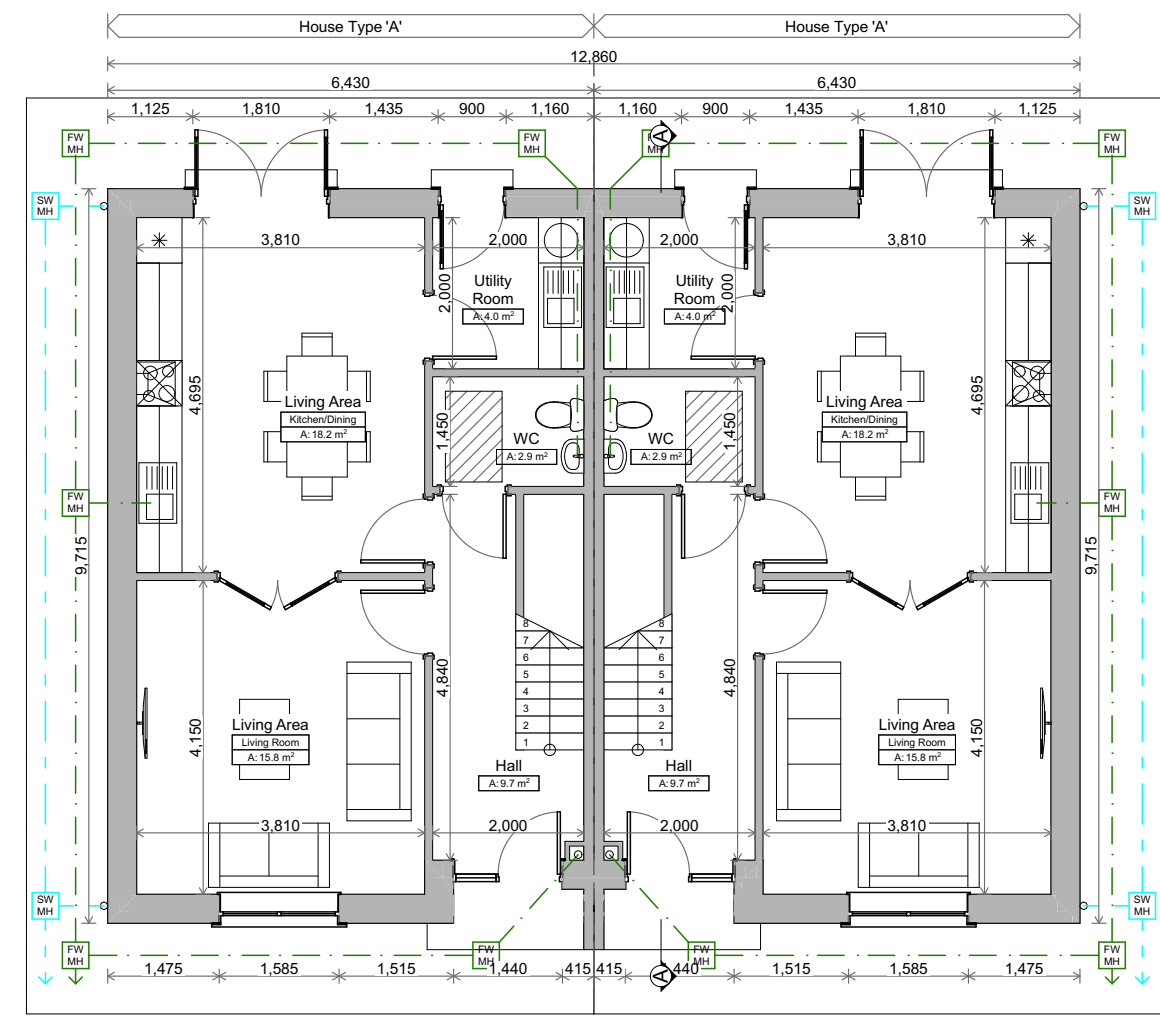 House Type 'A'
House Type 'A'
12,860
6,430
6,430
1,125
1,810
1,435
900
1,160
1,160
900
1,435
1,810
1,125
FW
MH
FW
MH
A
FW
MH
FW
MH
SW
MH
SW
MH
3,810
2,000
2,000
3,810
2,000
Utility
Room
A: 4.0 m²
Utility
Room
A: 4.0 m²
2,000
4,695
Living Area
Kitchen/Dining
A: 18.2 m²
1,450
WC
A: 2.9 m²
WC
A: 2.9 m²
1,450
Living Area
Kitchen/Dining
A: 18.2 m²
4,695
FW
MH
FW
MH
9,715
9,715
8
7
6
5
4
3
2
1
8
7
6
5
4
3
2
1
4,840
4,840
4,150
Living Area
Living Room
A: 15.8 m²
Hall
A: 9.7 m²
Hall
A: 9.7 m²
Living Area
Living Room
A: 15.8 m²
4,150
3,810
2,000
2,000
3,810
SW
MH
SW
MH
FW
MH
FW
MH
FW
MH
FW
MH
1,475
1,585
1,515
1,440
415
415
A
440
1,515
1,585
1,475